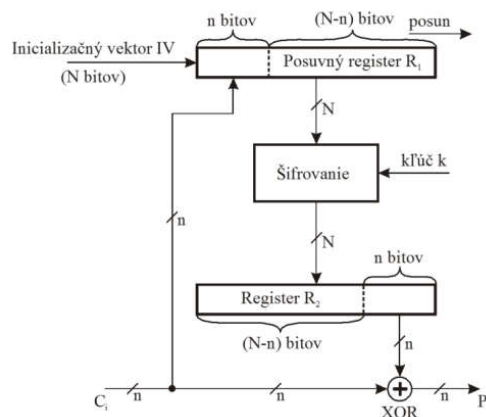 n bitov
(N-n) bitov
posun
Inicializačný vektor IV
(N bitov)
Posuvný register R₁
N
Šifrovanie
kľúč k
n
N
n bitov
Register R₂
(N-n) bitov
n
Cᵢ
n
n
XOR
n
P